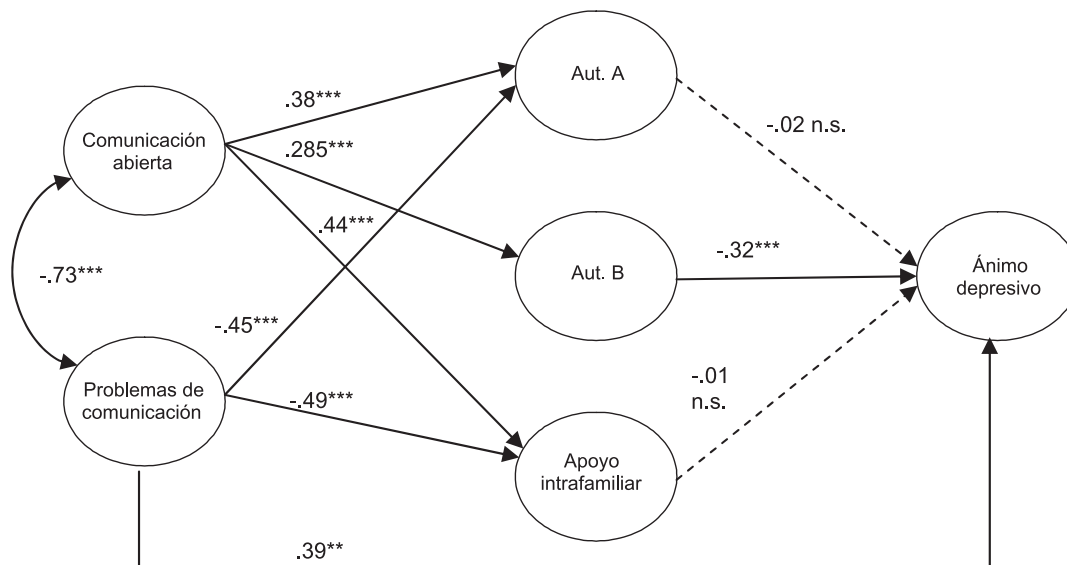 Aut. A
.38***
-.02 n.s.
Comunicación
abierta
.285***
.44***
-.73***
Aut. B
-.32***
Ánimo
depresivo
-.45***
Problemas de
comunicación
-.49***
-.01
n.s.
Apoyo
intrafamiliar
.39**